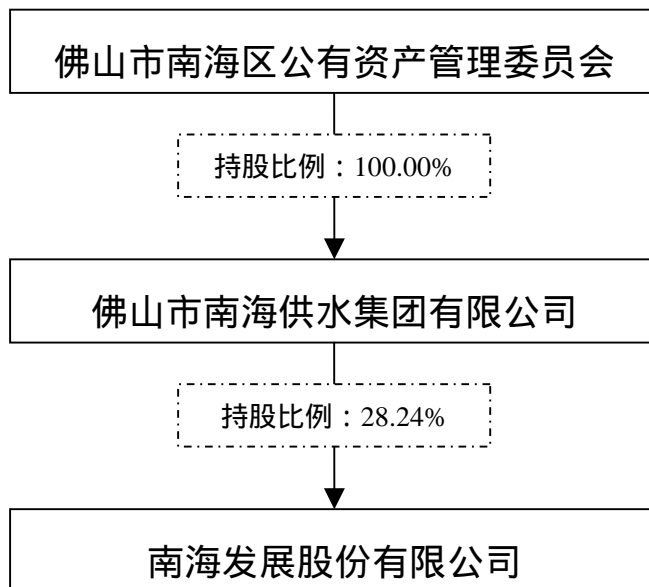 佛山市南海区公有资产管理委员会
持股比例：100.00%
佛山市南海供水集团有限公司
持股比例：28.24%
南海发展股份有限公司